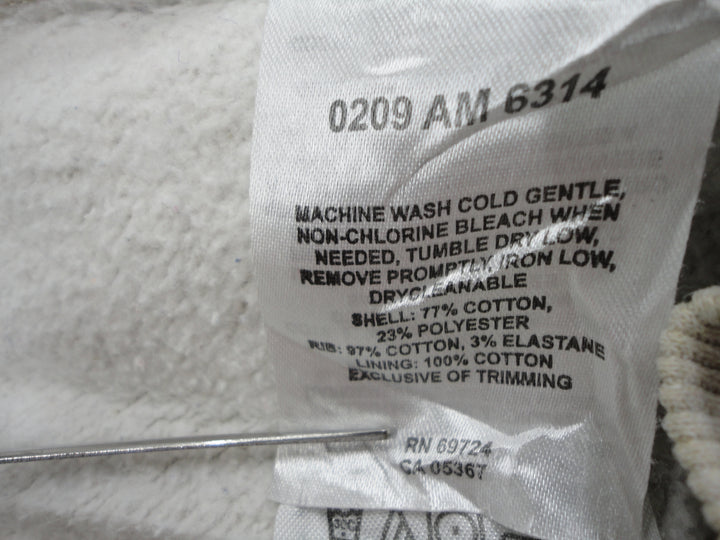 0209 AM 6314
MACHINE WASH COLD GENTLE,
NON-CHLORINE BLEACH WHEN
NEEDED, TUMBLE DRY LOW,
REMOVE PROMPTLY, IRON LOW,
DRYCLEANABLE
SHELL: 77% COTTON,
23% POLYESTER
RIB: 97% COTTON, 3% ELASTANE
LINING: 100% COTTON
EXCLUSIVE OF TRIMMING
RN 69724
CA 05367